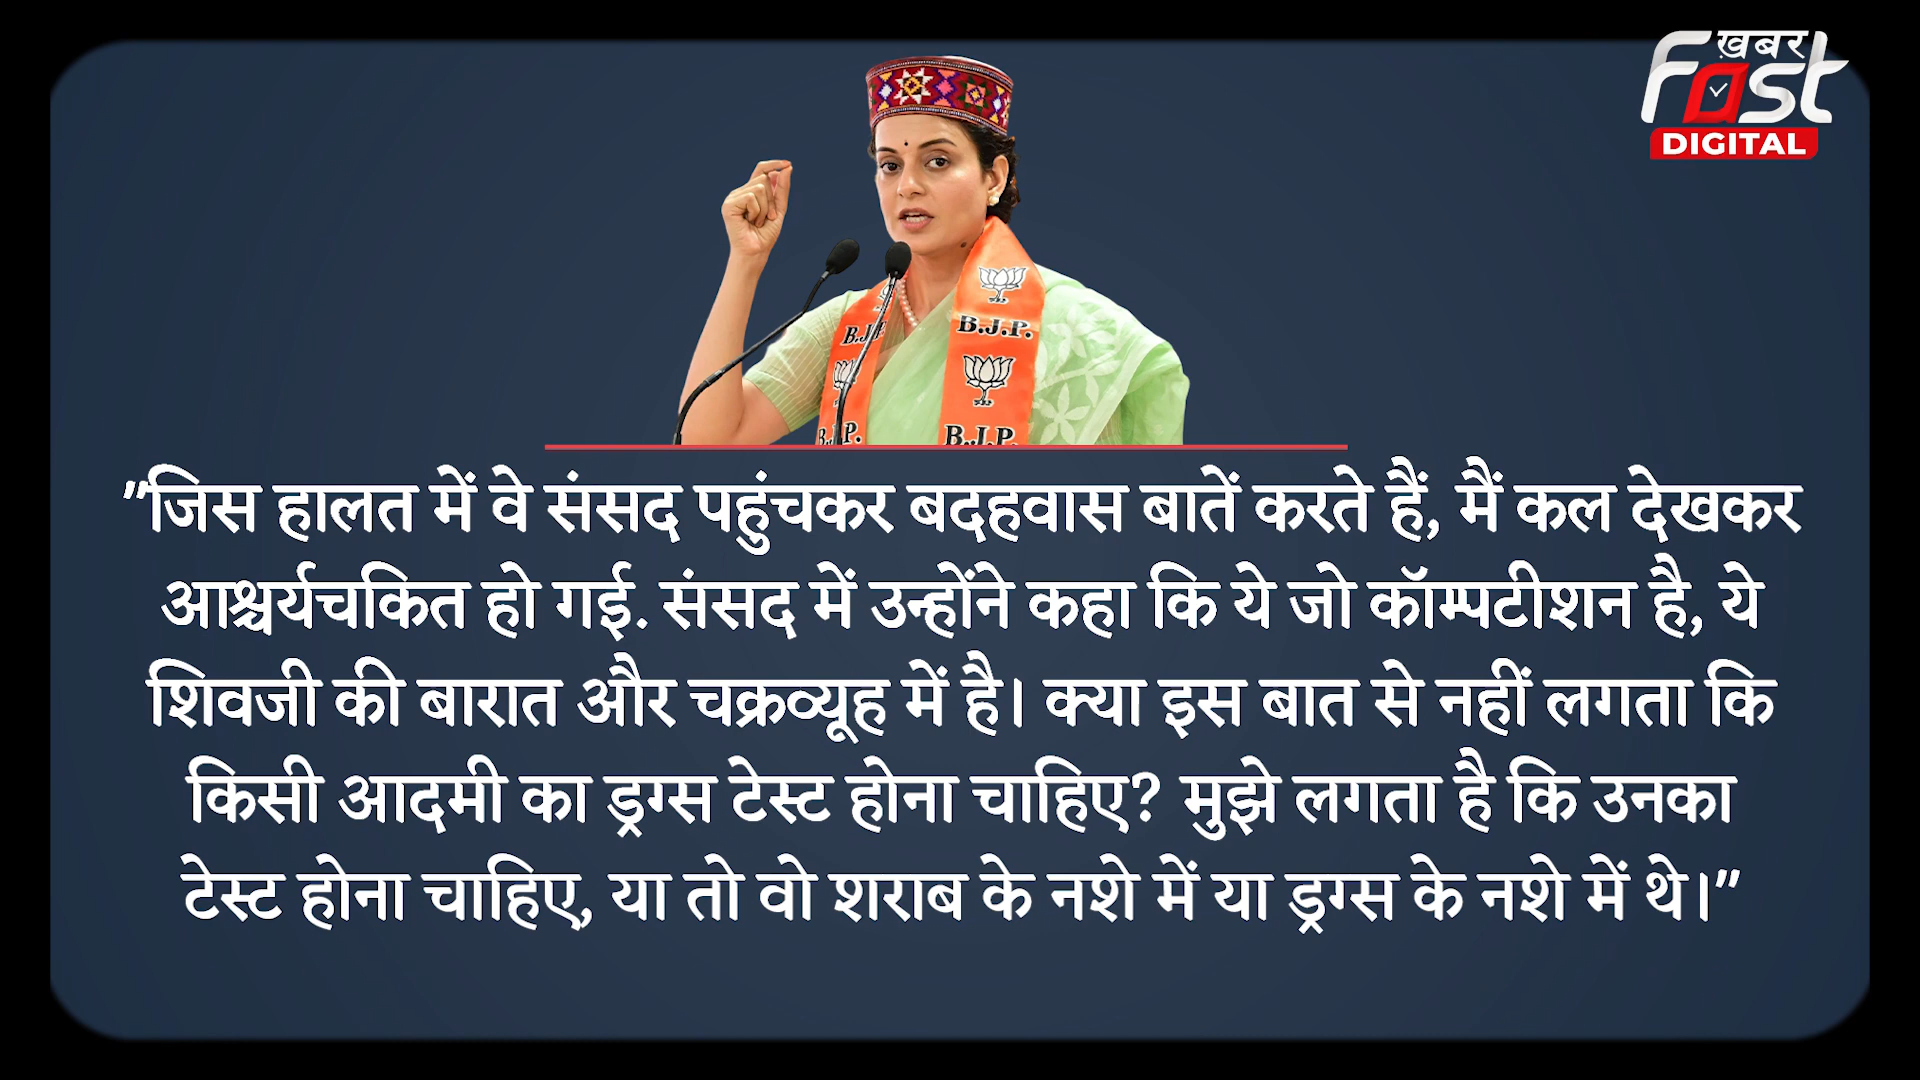 ख़बर
Fast
DIGITAL
B.J.P.
B.J.P.
B.J.P.
B.J.P.
"जिस हालत में वे संसद पहुंचकर बदहवास बातें करते हैं, मैं कल देखकर
आश्चर्यचकित हो गई. संसद में उन्होंने कहा कि ये जो कॉम्पटीशन है, ये
शिवजी की बारात और चक्रव्यूह में है। क्या इस बात से नहीं लगता कि
किसी आदमी का ड्रग्स टेस्ट होना चाहिए? मुझे लगता है कि उनका
टेस्ट होना चाहिए, या तो वो शराब के नशे में या ड्रग्स के नशे में थे।"